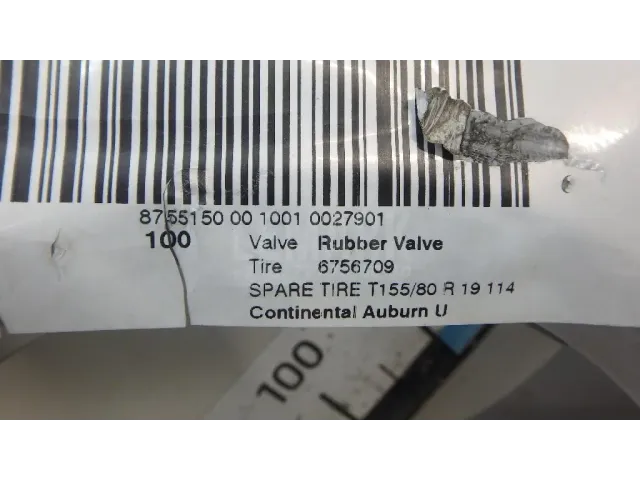 8755150 00 1001 0027901
100 Valve Rubber Valve
Tire 6756709
SPARE TIRE T155/80 R 19 114
Continental Auburn U
100